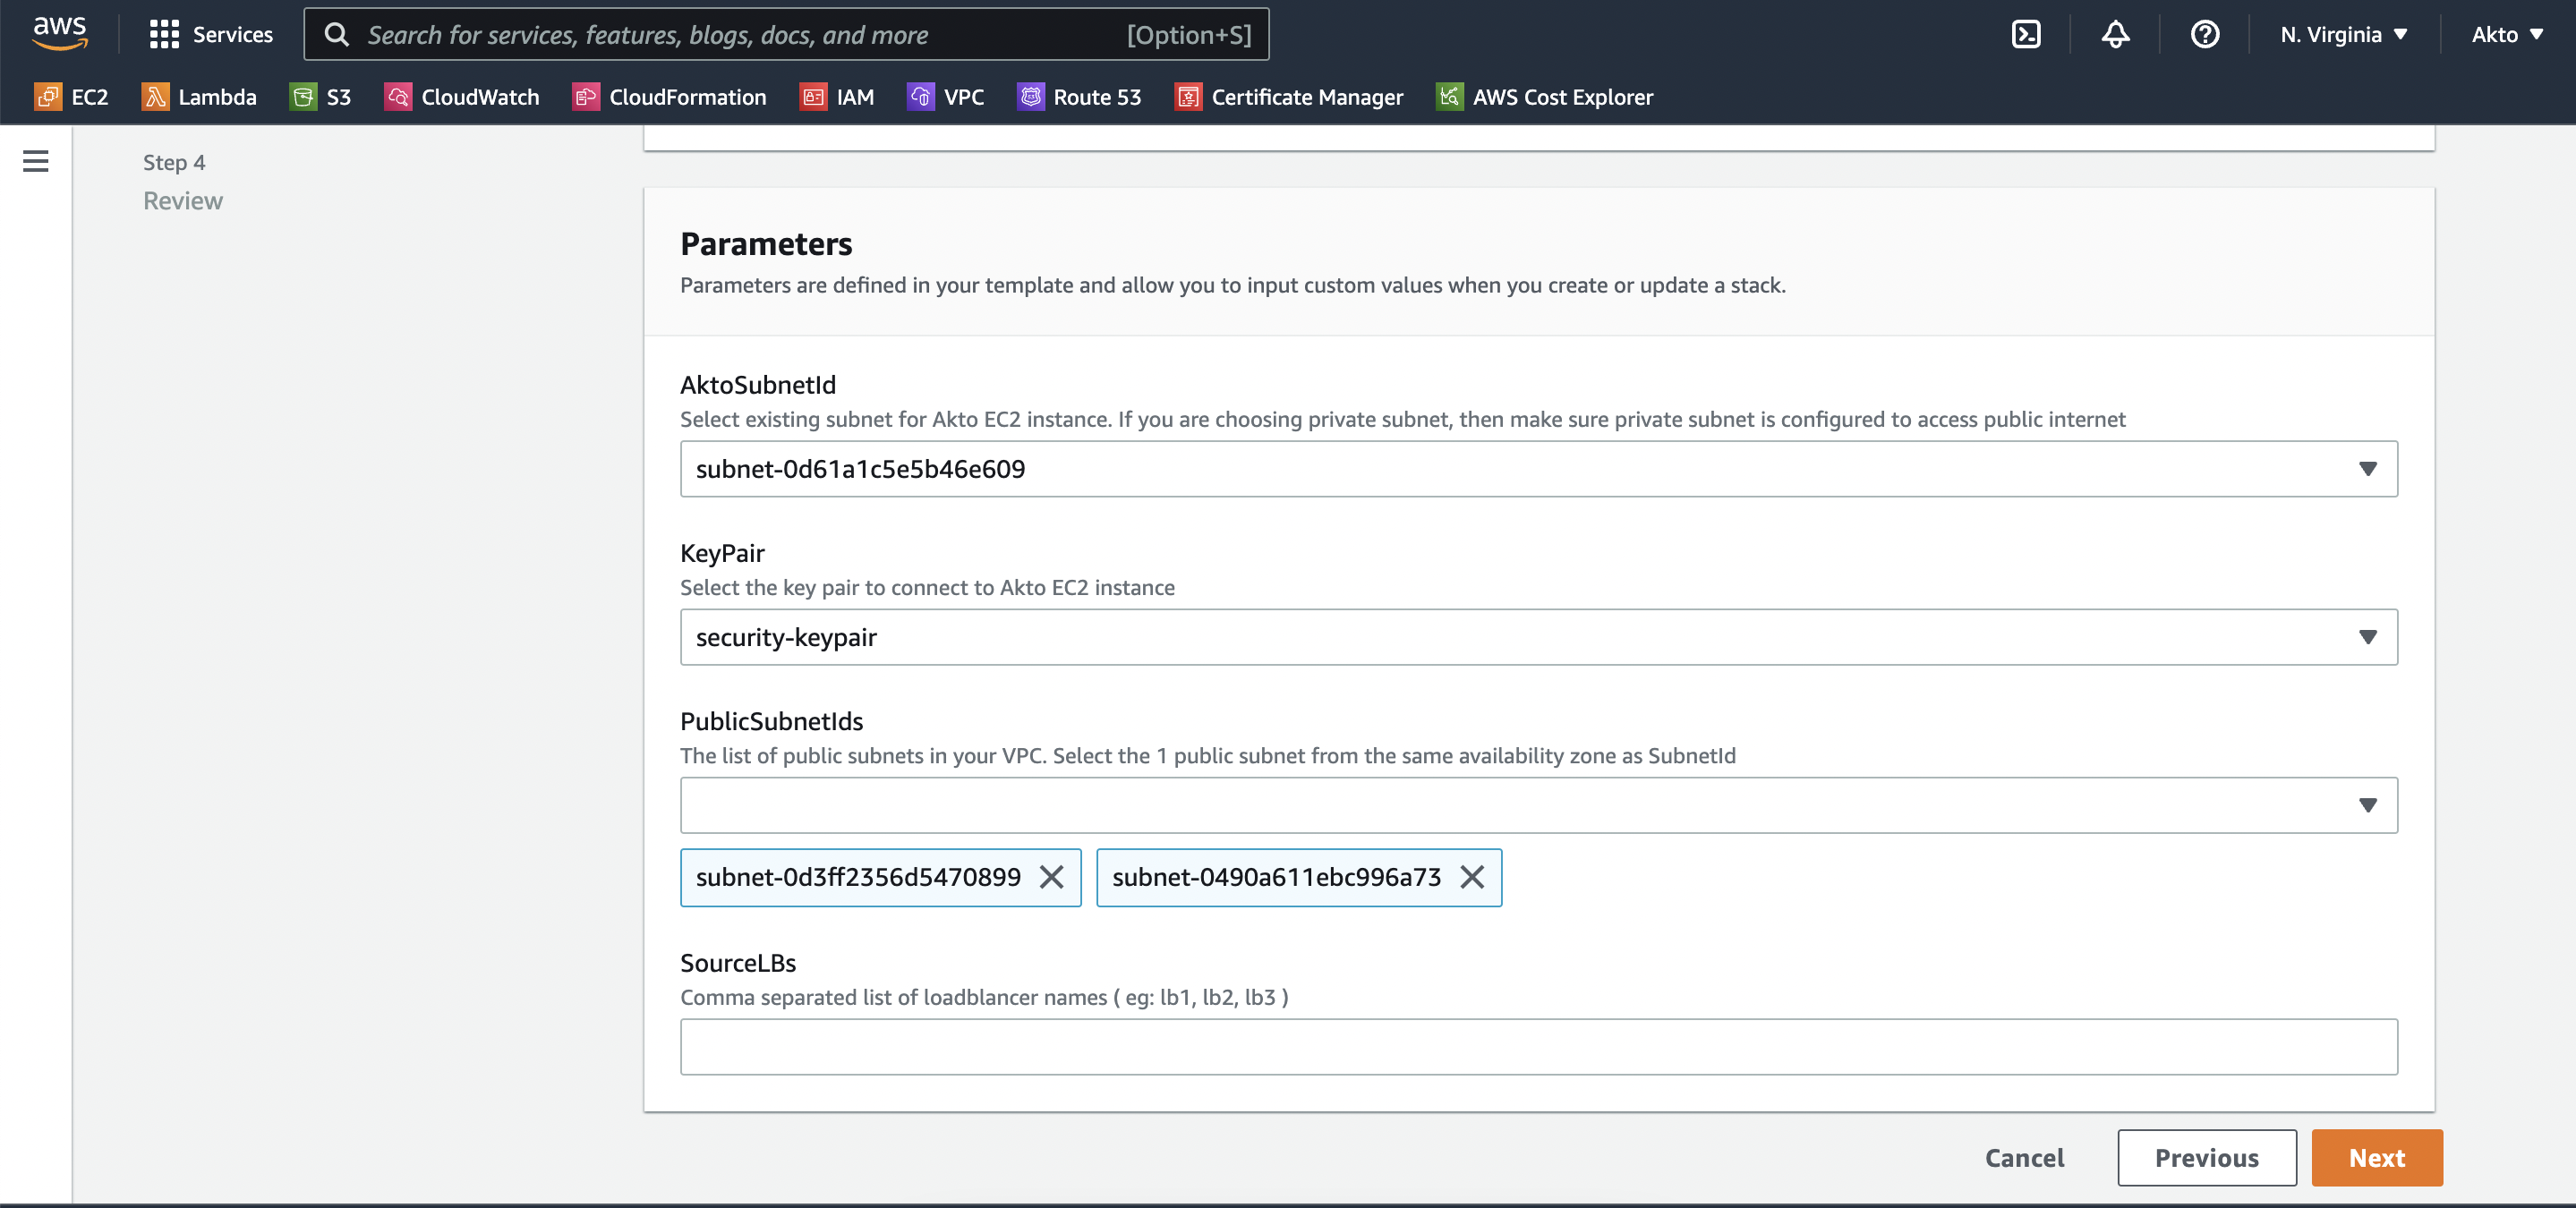 aws
Services
Search for services, features, blogs, docs, and more [Option+S]
N. Virginia
Akto
EC2 Lambda S3 CloudWatch CloudFormation IAM VPC Route 53 Certificate Manager AWS Cost Explorer
Step 4
Review
Parameters
Parameters are defined in your template and allow you to input custom values when you create or update a stack.
AktoSubnetId
Select existing subnet for Akto EC2 instance. If you are choosing private subnet, then make sure private subnet is configured to access public internet
subnet-0d61a1c5e5b46e609
KeyPair
Select the key pair to connect to Akto EC2 instance
security-keypair
PublicSubnetIds
The list of public subnets in your VPC. Select the 1 public subnet from the same availability zone as SubnetId
subnet-0d3ff2356d5470899 subnet-0490a611ebc996a73
SourceLBs
Comma separated list of loadblancer names ( eg: lb1, lb2, lb3 )
Cancel Previous Next